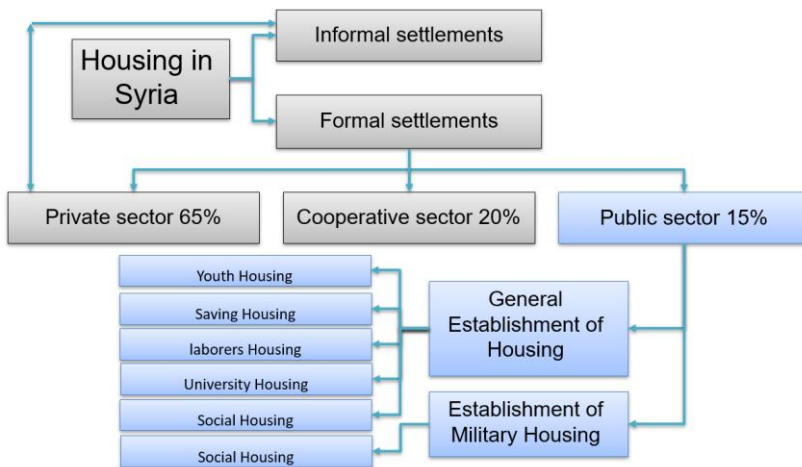 Informal settlements
Housing in
Syria
Formal settlements
Private sector 65%
Cooperative sector 20%
Public sector 15%
Youth Housing
Saving Housing
laborers Housing
University Housing
Social Housing
Social Housing
General
Establishment of
Housing
Establishment of
Military Housing